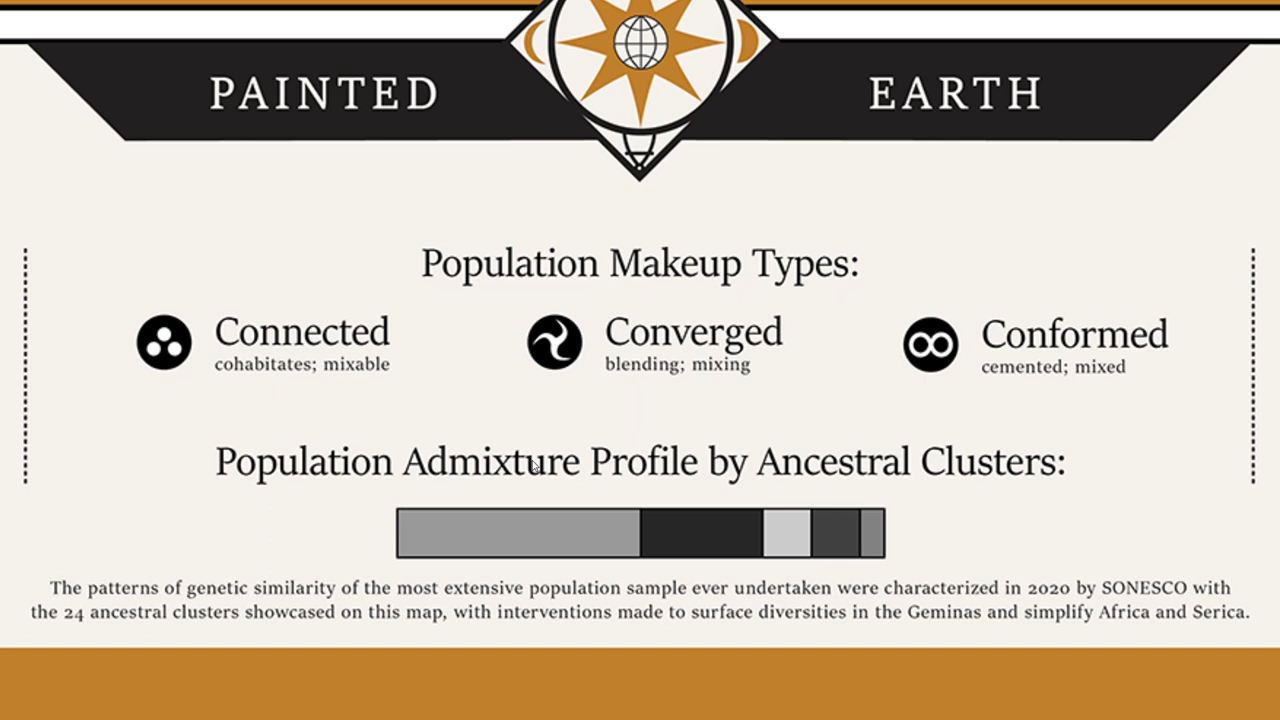 PAINTED EARTH
Population Makeup Types:
Connected
cohabitates; mixable
Converged
blending; mixing
Conformed
cemented; mixed
Population Admixture Profile by Ancestral Clusters:
The patterns of genetic similarity of the most extensive population sample ever undertaken were characterized in 2020 by SONESCO with
the 24 ancestral clusters showcased on this map, with interventions made to surface diversities in the Geminas and simplify Africa and Serica.